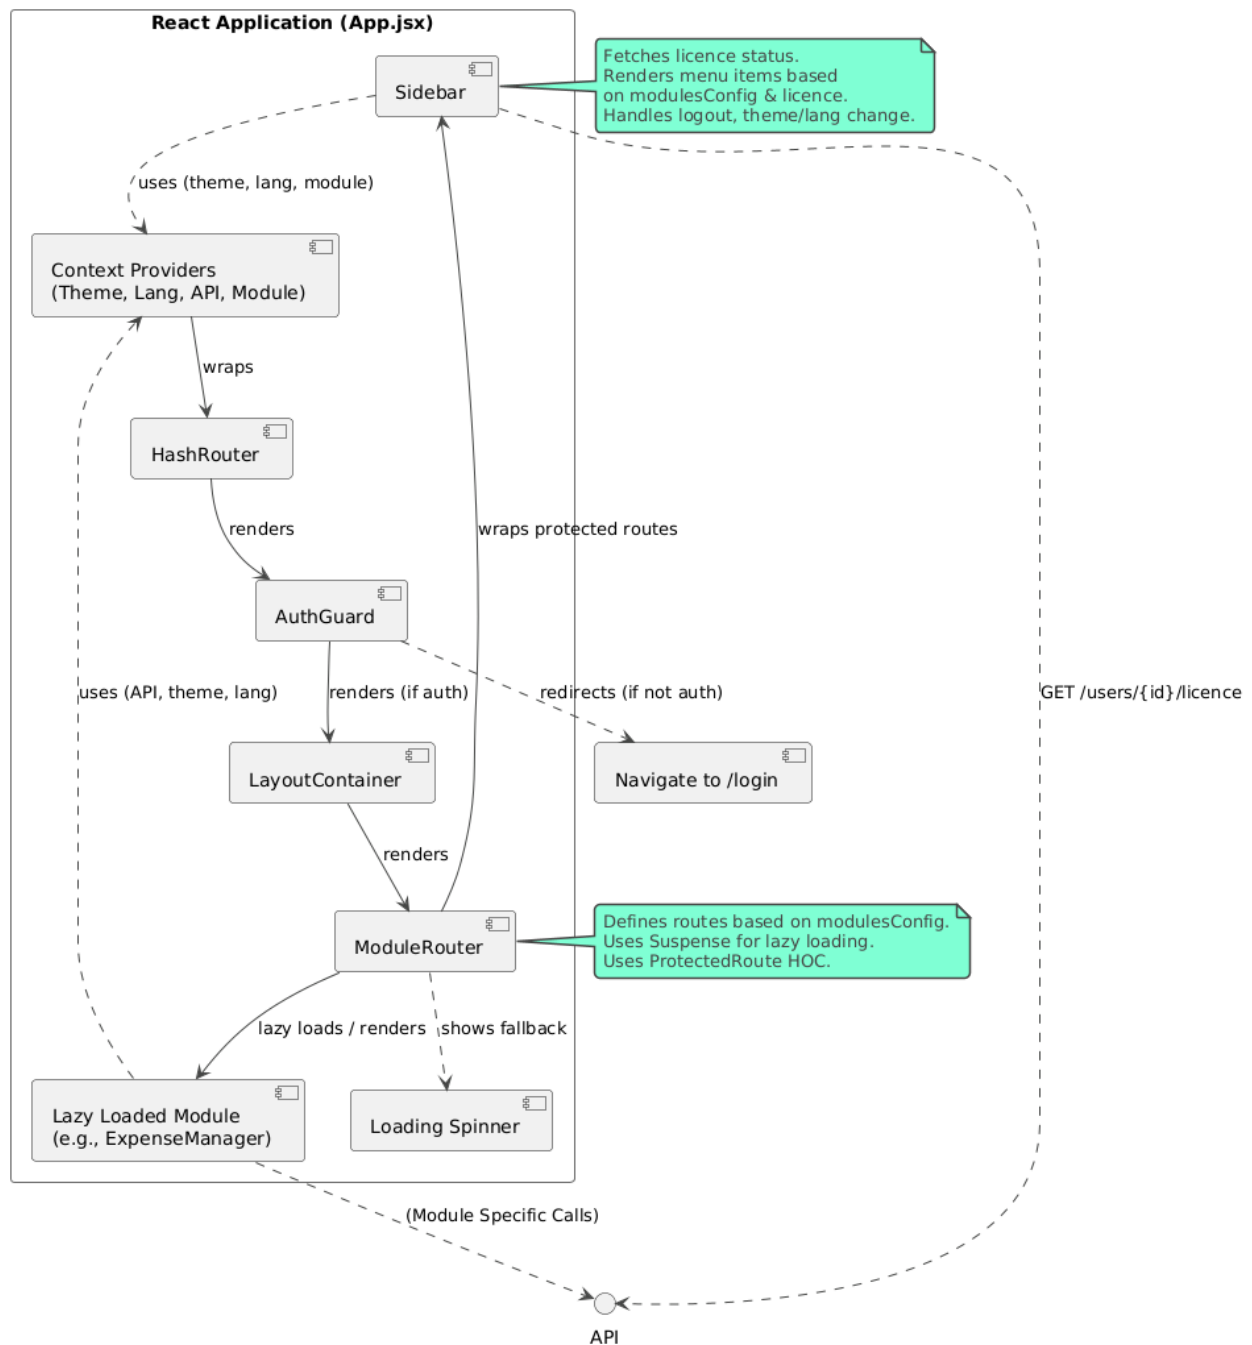 React Application (App.jsx)
Sidebar
Fetches licence status.
Renders menu items based
on modulesConfig & licence.
Handles logout, theme/lang change.
uses (theme, lang, module)
Context Providers
(Theme, Lang, API, Module)
wraps
HashRouter
renders
wraps protected routes
AuthGuard
uses (API, theme, lang)
renders (if auth)
redirects (if not auth)
GET /users/{id}/licence
LayoutContainer
Navigate to /login
renders
ModuleRouter
Defines routes based on modulesConfig.
Uses Suspense for lazy loading.
Uses ProtectedRoute HOC.
lazy loads / renders
shows fallback
Lazy Loaded Module
(e.g., ExpenseManager)
Loading Spinner
(Module Specific Calls)
API